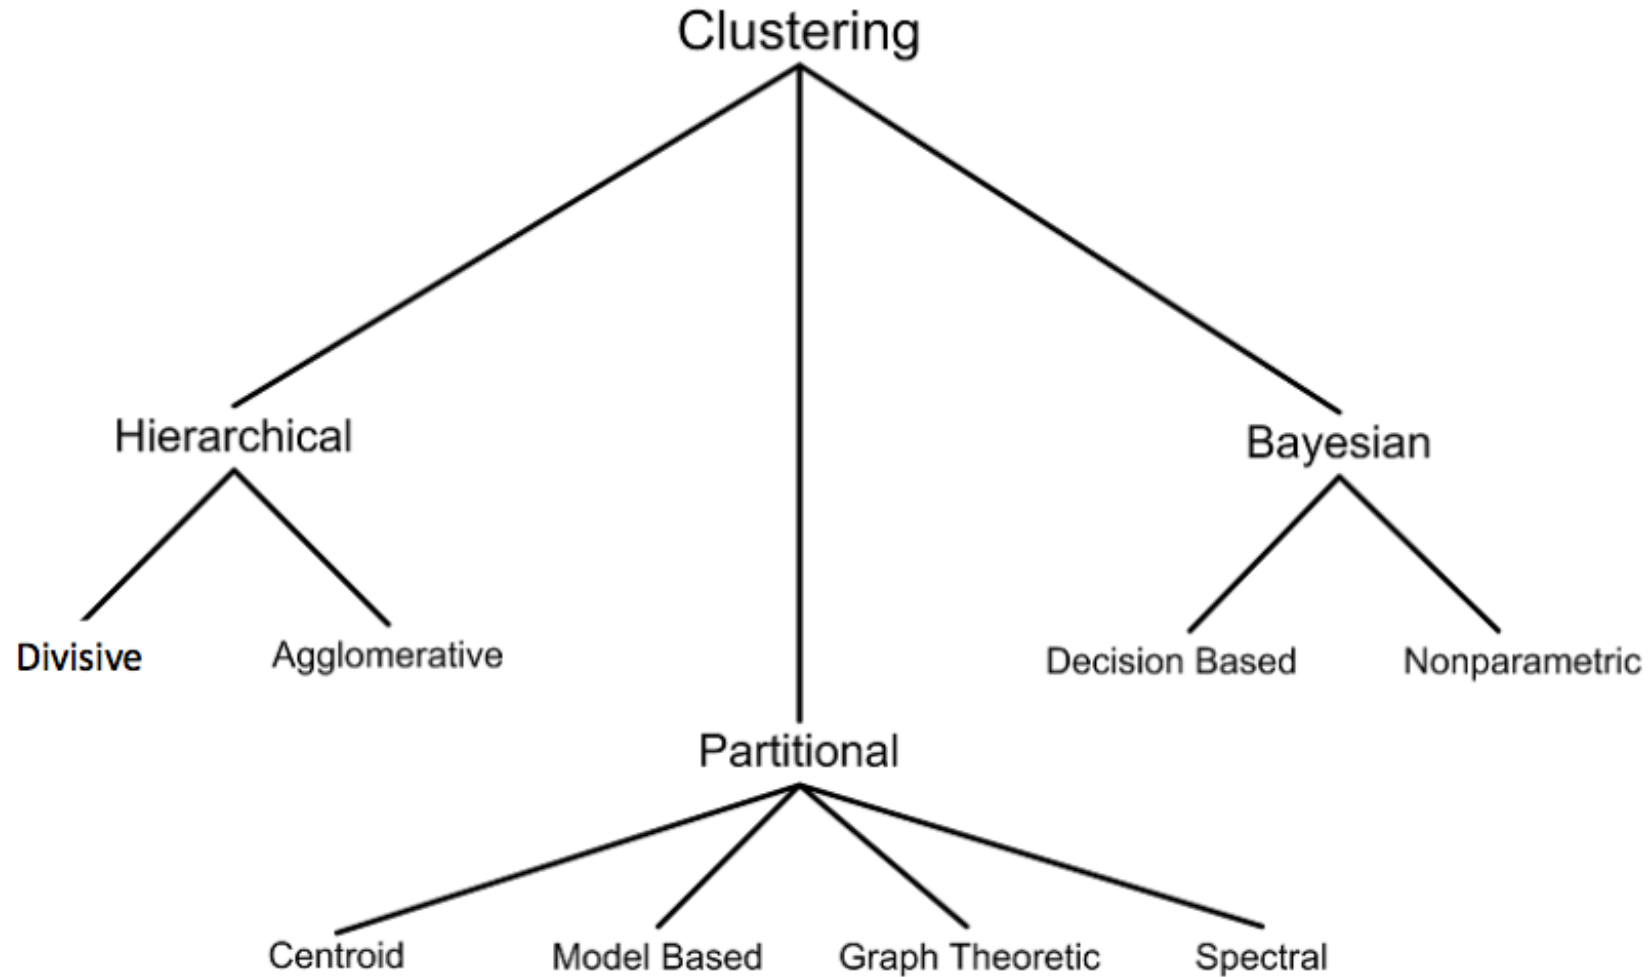 Clustering
Hierarchical
Bayesian
Divisive
Agglomerative
Decision Based
Nonparametric
Partitional
Centroid
Model Based
Graph Theoretic
Spectral